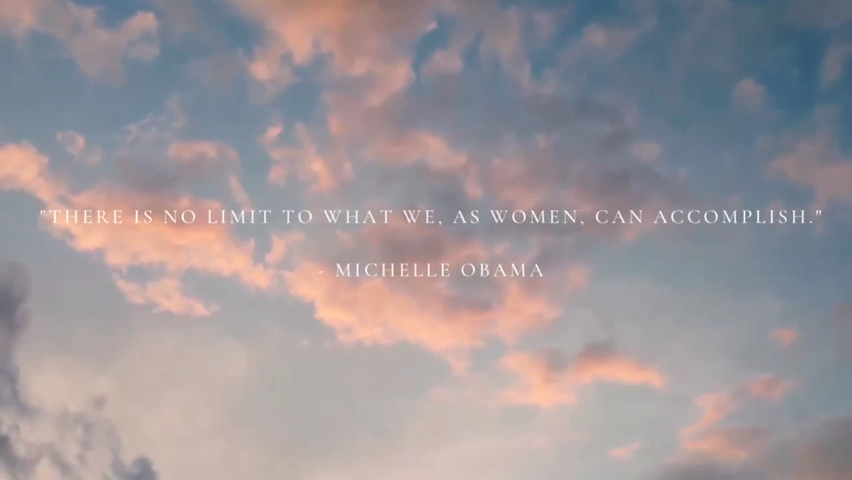 "THERE IS NO LIMIT TO WHAT WE, AS WOMEN, CAN ACCOMPLISH."
- MICHELLE OBAMA